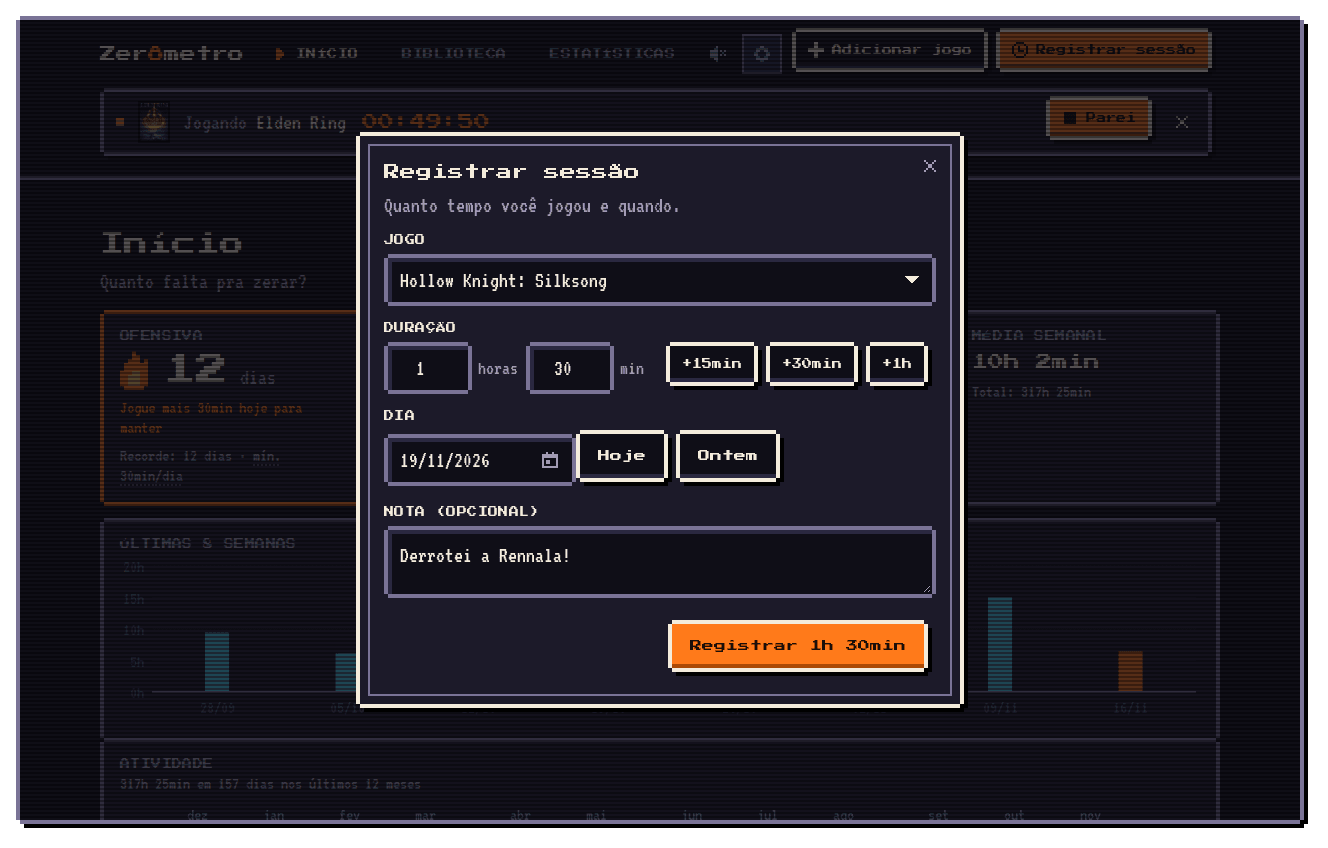 Zerômetro
INÍCIO
BIBLIOTECA
ESTATÍSTICAS
Adicionar jogo
Registrar sessão
Jogando Elden Ring 00:49:50
Parei
Registrar sessão
Quanto tempo você jogou e quando.
JOGO
Hollow Knight: Silksong
DURAÇÃO
1 horas 30 min +15min +30min +1h
DIA
19/11/2026 Hoje Ontem
NOTA (OPCIONAL)
Derrotei a Rennala!
Registrar 1h 30min
Início
Quanto falta pra zerar?
OFENSIVA
12 dias
Jogue mais 30min hoje para
manter
Recorde: 12 dias · mín.
30min/dia
MÉDIA SEMANAL
10h 2min
Total: 317h 25min
ÚLTIMAS 8 SEMANAS
20h
15h
10h
5h
0h
28/09
09/11
16/11
ATIVIDADE
317h 25min em 157 dias nos últimos 12 meses
dez jan fev mar abr mai jun jul ago set out nov